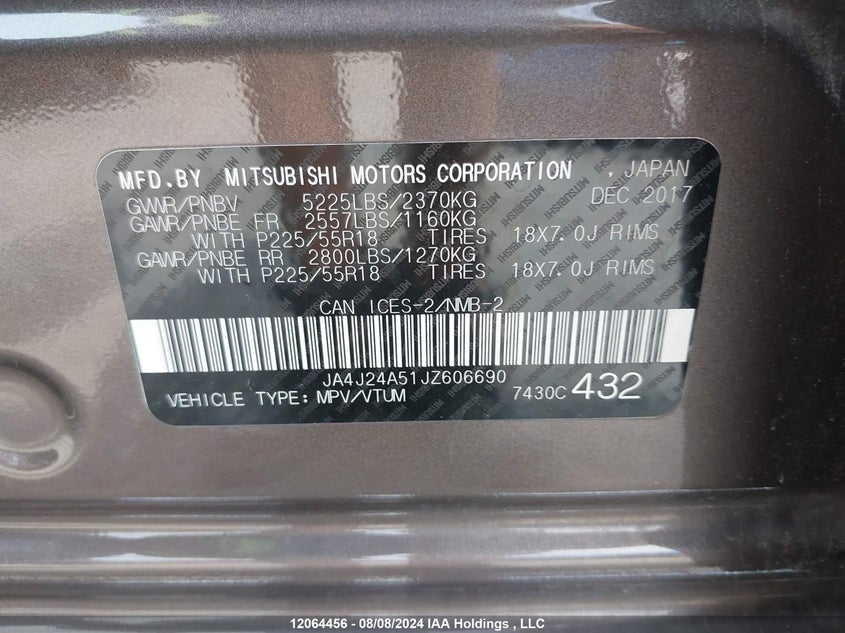 MFD.BY MITSUBISHI MOTORS CORPORATION , JAPAN
GVWR/PNBV 5225LBS/2370KG DEC 2017
GAWR/PNBE FR 2557LBS/1160KG
WITH P225/55R18 TIRES 18X7.0J RIMS
GAWR/PNBE RR 2800LBS/1270KG
WITH P225/55R18 TIRES 18X7.0J RIMS
CAN ICES-2/NMB-2
JA4J24A51JZ606690
VEHICLE TYPE: MPV/VTUM 7430C 432
12064456 - 08/08/2024 IAA Holdings , LLC